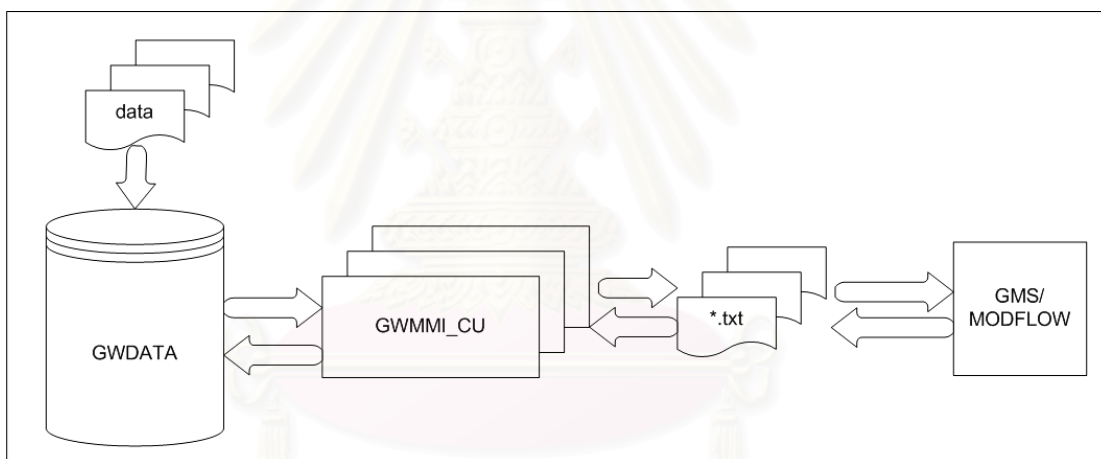 data
GWDATA
GWMMI_CU
*.txt
GMS/
MODFLOW